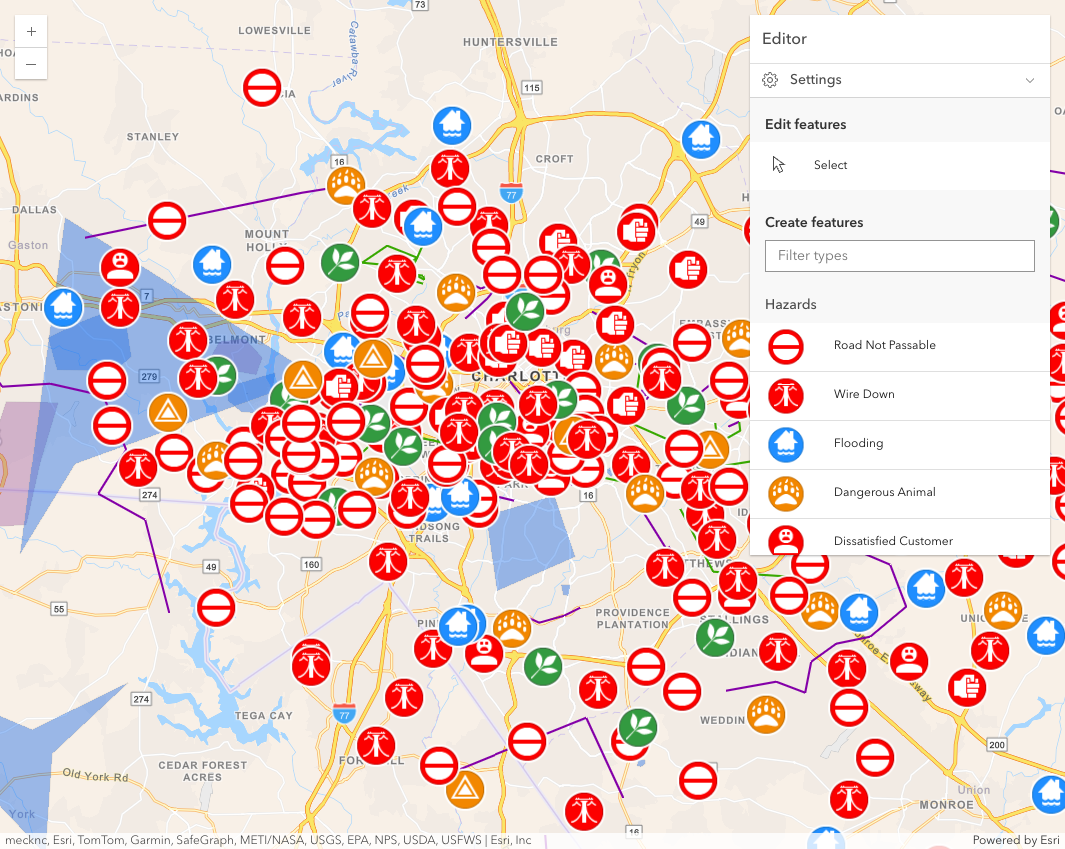 73
LOWESVILLE
HUNTERSVILLE
Catawba
River
ARDINS
115
STANLEY
CROFT
16
77
DALLAS
Gaston
MOUNT
HOLLY
49
Tryon
7
BELMONT
279
CHARLOTT
274
16
TRAILS
49
160
55
PROVIDENCE
PLANTATION
STALLINGS
274
TEGA CAY
77
WEDDIN
CEDAR FOREST
ACRES
Old York Rd
York
200
Union
MONROE
16
+
−
Editor
Settings
Edit features
Select
Create features
Filter types
Hazards
Road Not Passable
Wire Down
Flooding
Dangerous Animal
Dissatisfied Customer
mecknc, Esri, TomTom, Garmin, SafeGraph, METI/NASA, USGS, EPA, NPS, USDA, USFWS | Esri, Inc
Powered by Esri